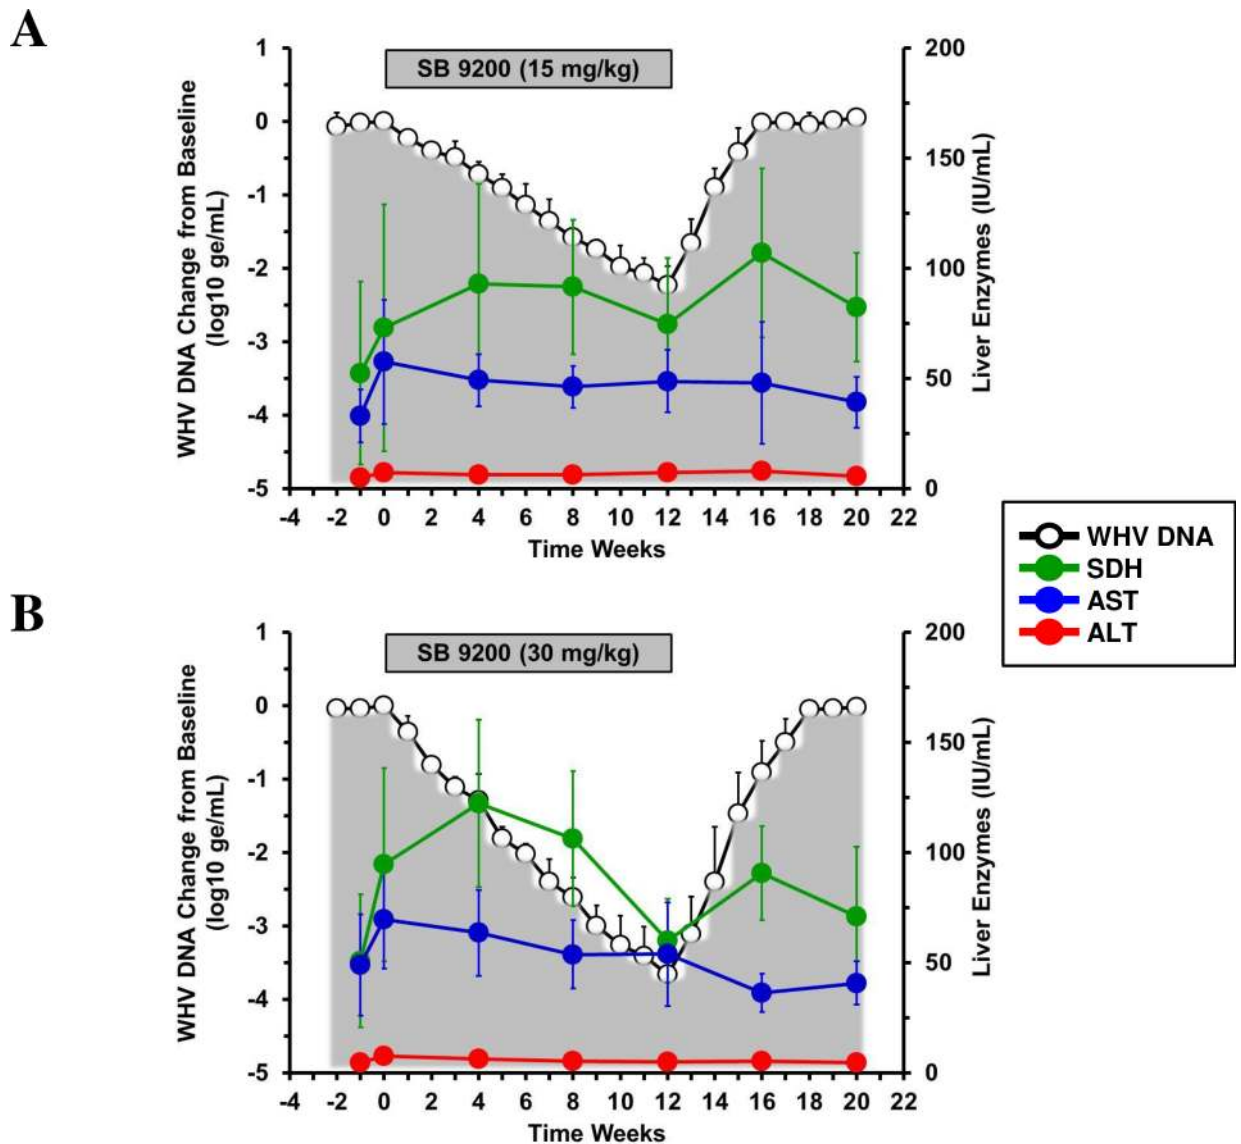 A
SB 9200 (15 mg/kg)
WHV DNA Change from Baseline
(log10 ge/mL)
1
0
-1
-2
-3
-4
-5
200
150
100
50
0
Liver Enzymes (IU/mL)
-4 -2 0 2 4 6 8 10 12 14 16 18 20 22
Time Weeks
WHV DNA
SDH
AST
ALT
B
SB 9200 (30 mg/kg)
WHV DNA Change from Baseline
(log10 ge/mL)
1
0
-1
-2
-3
-4
-5
200
150
100
50
0
Liver Enzymes (IU/mL)
-4 -2 0 2 4 6 8 10 12 14 16 18 20 22
Time Weeks